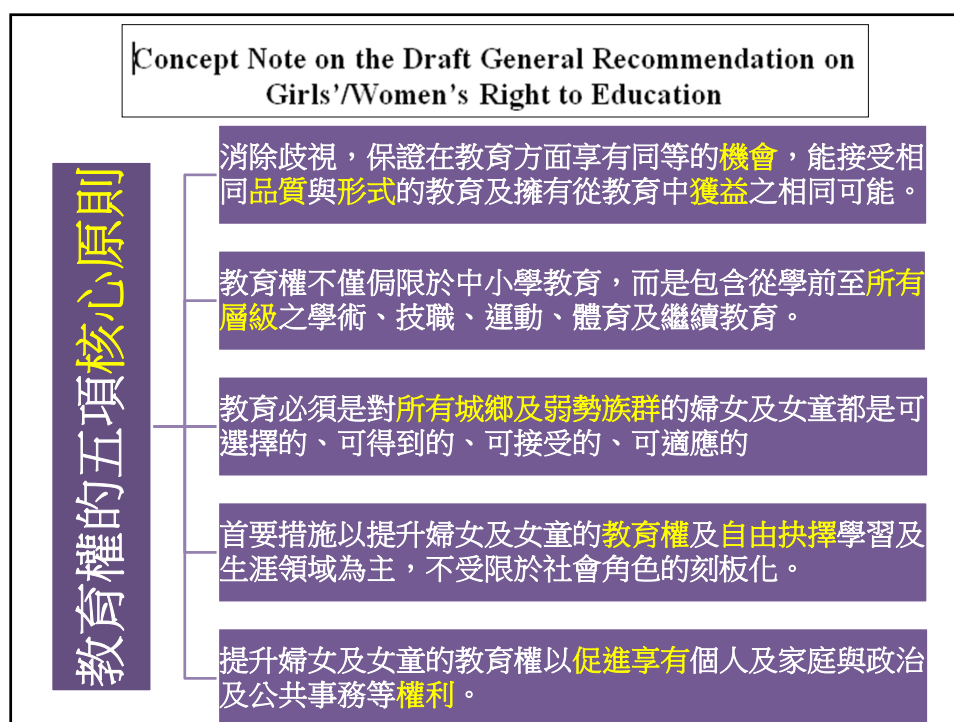 Concept Note on the Draft General Recommendation on
Girls'/Women's Right to Education
教育權的五項核心原則
消除歧視，保證在教育方面享有同等的機會，能接受相
同品質與形式的教育及擁有從教育中獲益之相同可能。
教育權不僅侷限於中小學教育，而是包含從學前至所有
層級之學術、技職、運動、體育及繼續教育。
教育必須是對所有城鄉及弱勢族群的婦女及女童都是可
選擇的、可得到的、可接受的、可適應的
首要措施以提升婦女及女童的教育權及自由抉擇學習及
生涯領域為主，不受限於社會角色的刻板化。
提升婦女及女童的教育權以促進享有個人及家庭與政治
及公共事務等權利。